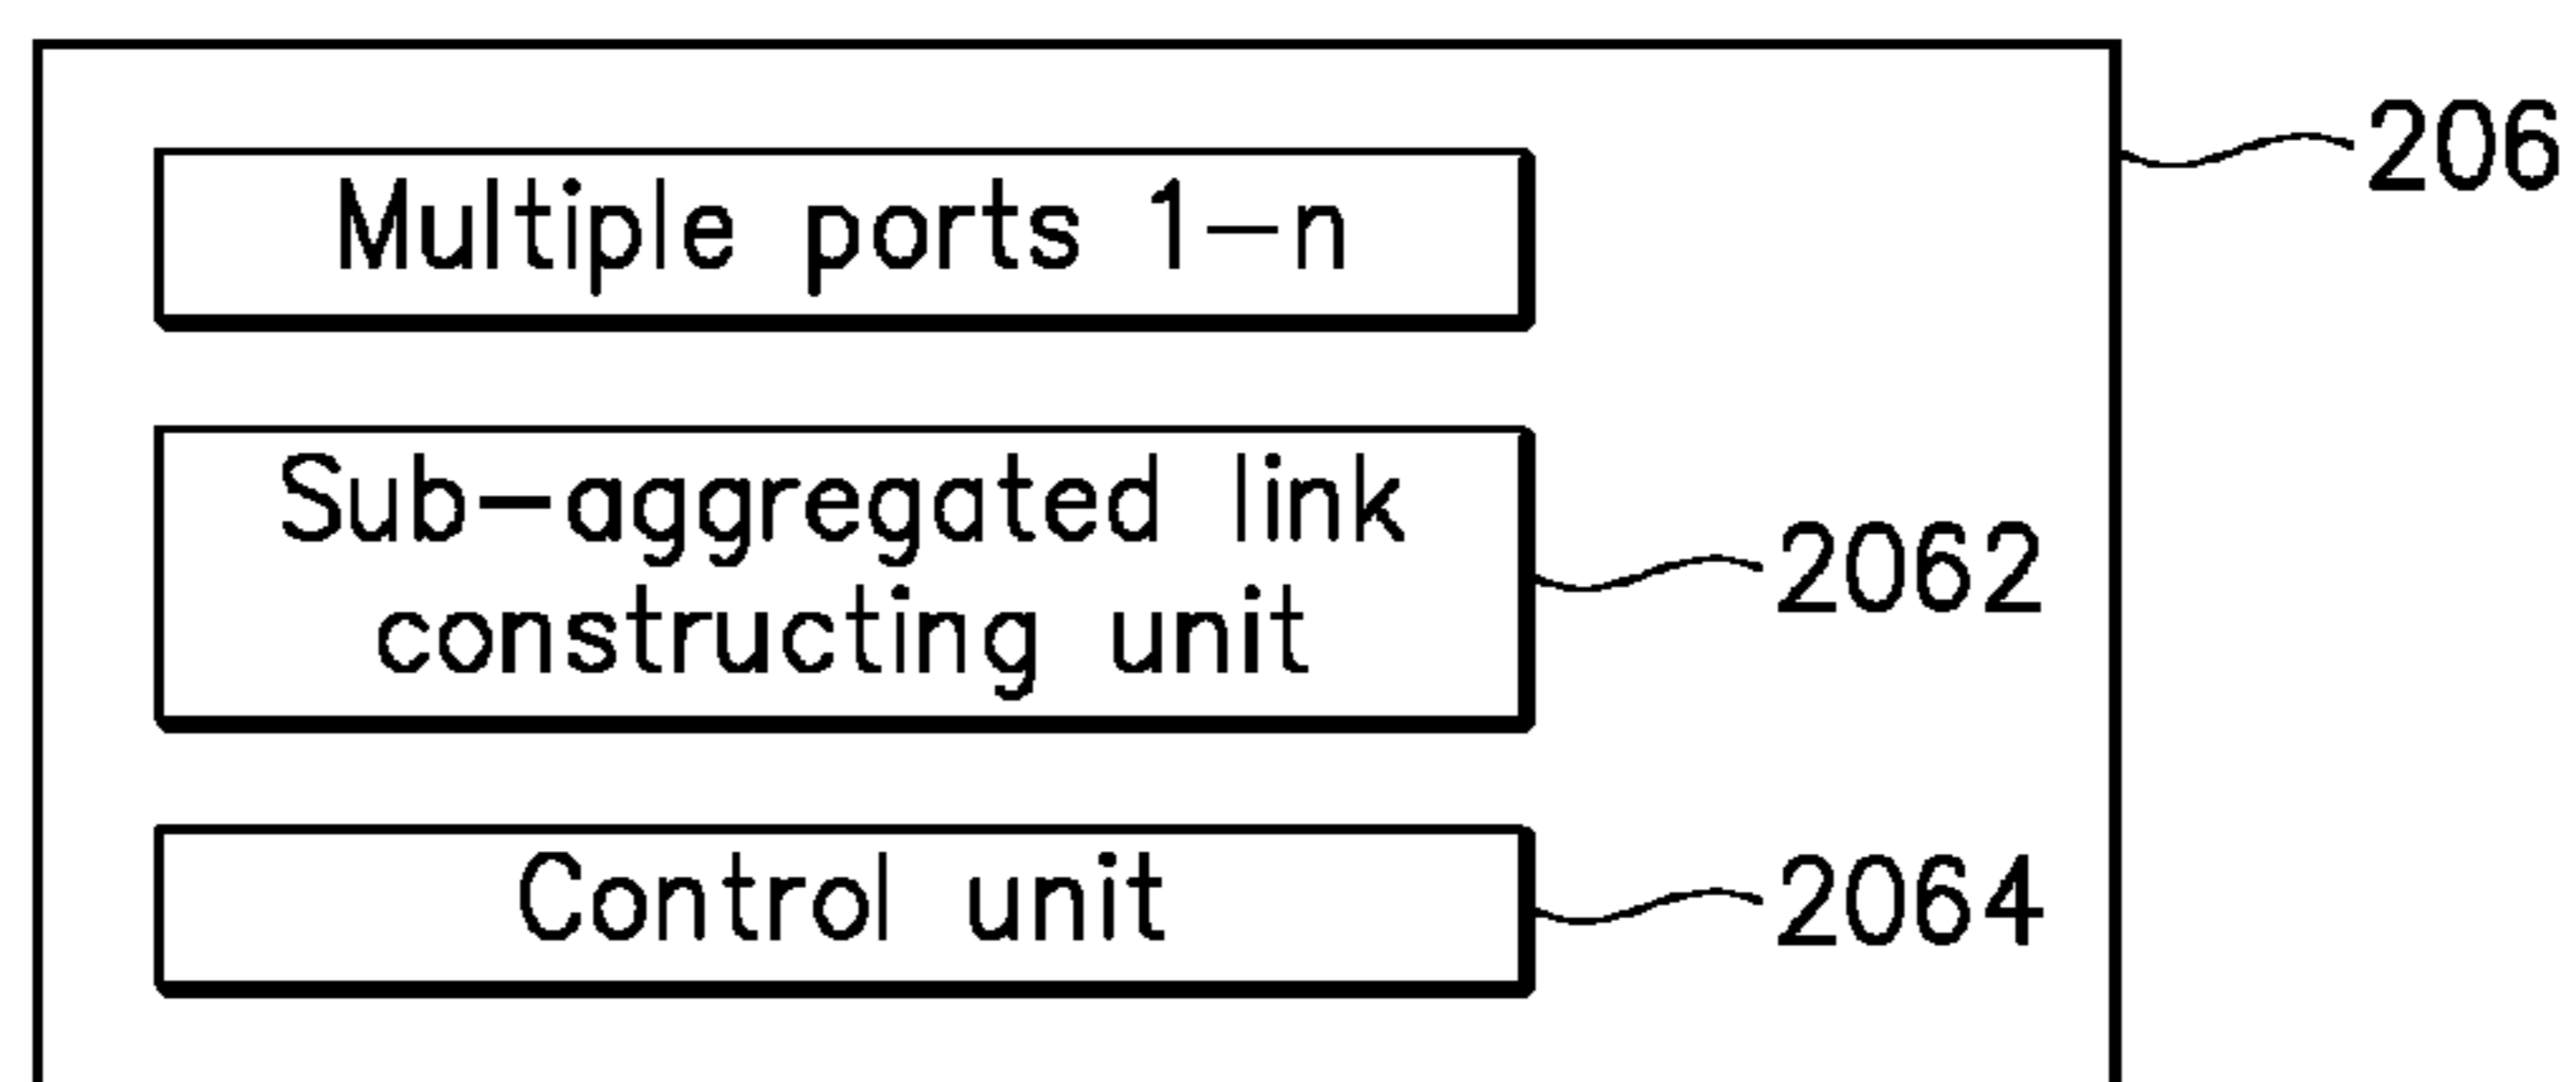 206
Multiple ports 1-n
Sub-aggregated link
constructing unit
2062
Control unit
2064